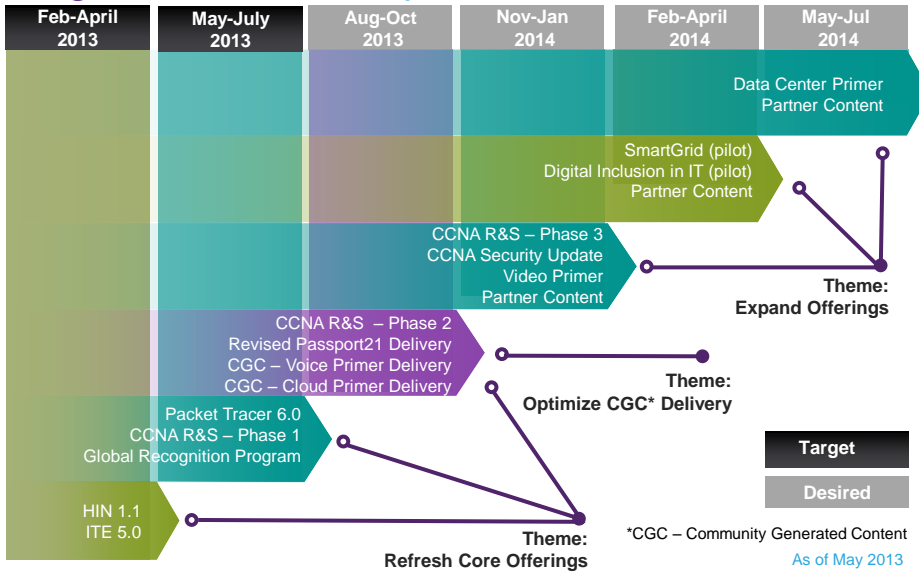 Feb-April
2013
May-July
2013
Aug-Oct
2013
Nov-Jan
2014
Feb-April
2014
May-Jul
2014
Data Center Primer
Partner Content
SmartGrid (pilot)
Digital Inclusion in IT (pilot)
Partner Content
CCNA R&S – Phase 3
CCNA Security Update
Video Primer
Partner Content
Theme:
Expand Offerings
CCNA R&S – Phase 2
Revised Passport21 Delivery
CGC – Voice Primer Delivery
CGC – Cloud Primer Delivery
Theme:
Optimize CGC* Delivery
Packet Tracer 6.0
CCNA R&S – Phase 1
Global Recognition Program
Target
Desired
HIN 1.1
ITE 5.0
Theme:
Refresh Core Offerings
*CGC – Community Generated Content
As of May 2013